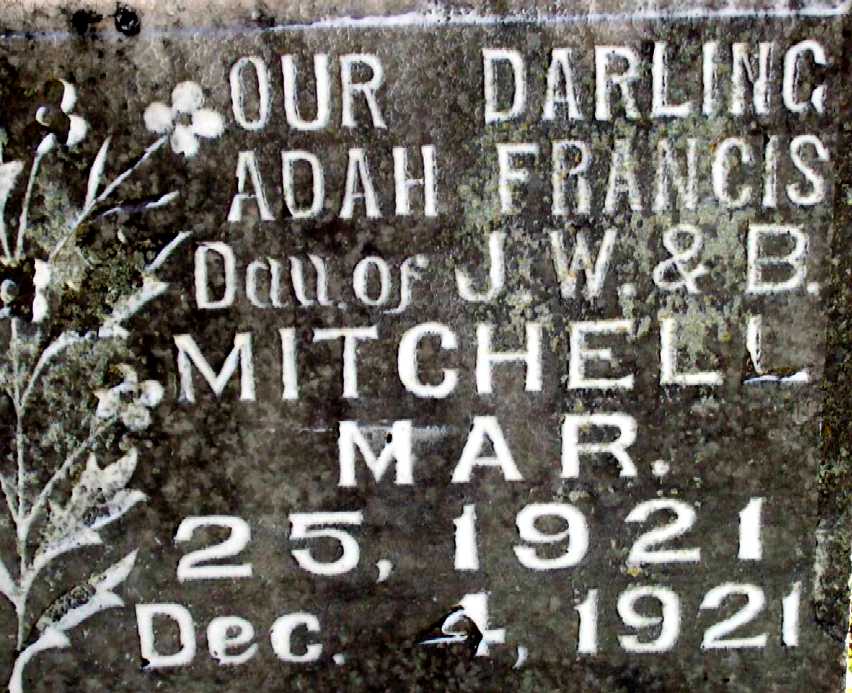 OUR DARLING
ADAH FRANCIS
Dau. of J. W. & B.
MITCHELL
MAR.
25, 1921
Dec. 4, 1921